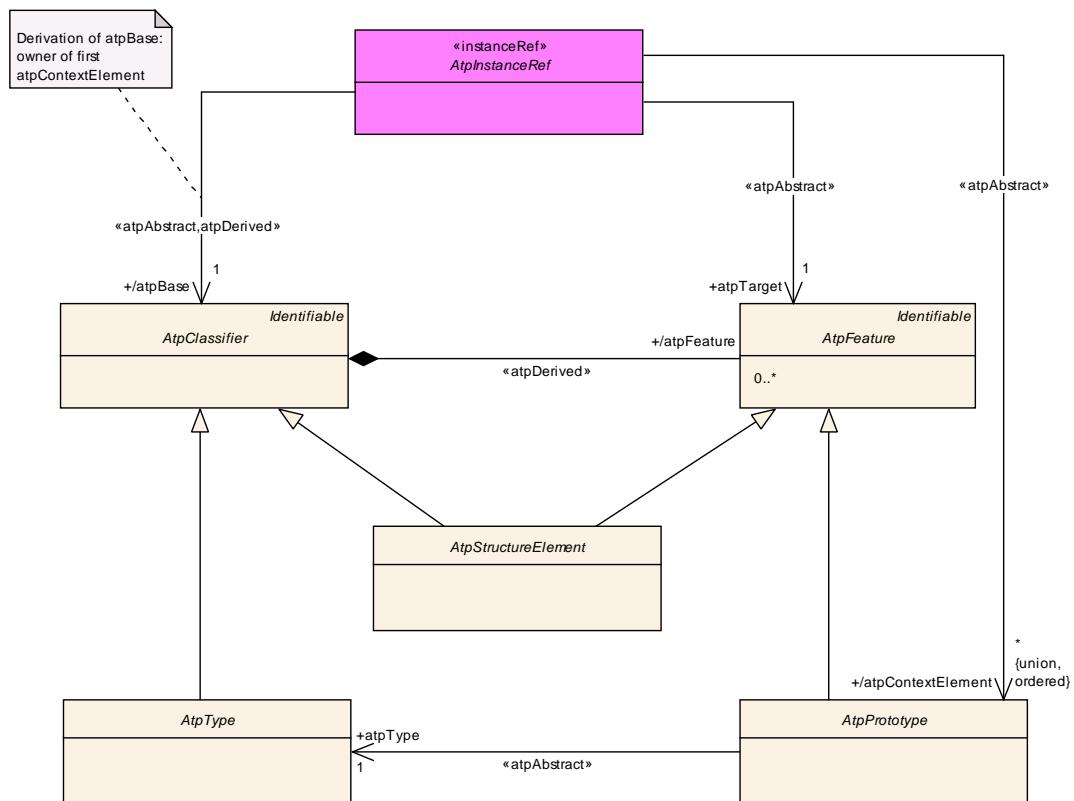 Derivation of atpBase:
owner of first
atpContextElement
«instanceRef»
AtpInstanceRef
«atpAbstract»
«atpAbstract»
«atpAbstract,atpDerived»
1
+/atpBase
1
+atpTarget
Identifiable
AtpClassifier
Identifiable
AtpFeature
+/atpFeature
«atpDerived»
0..*
AtpStructureElement
*
{union,
ordered}
+/atpContextElement
AtpType
AtpPrototype
+atpType
1
«atpAbstract»